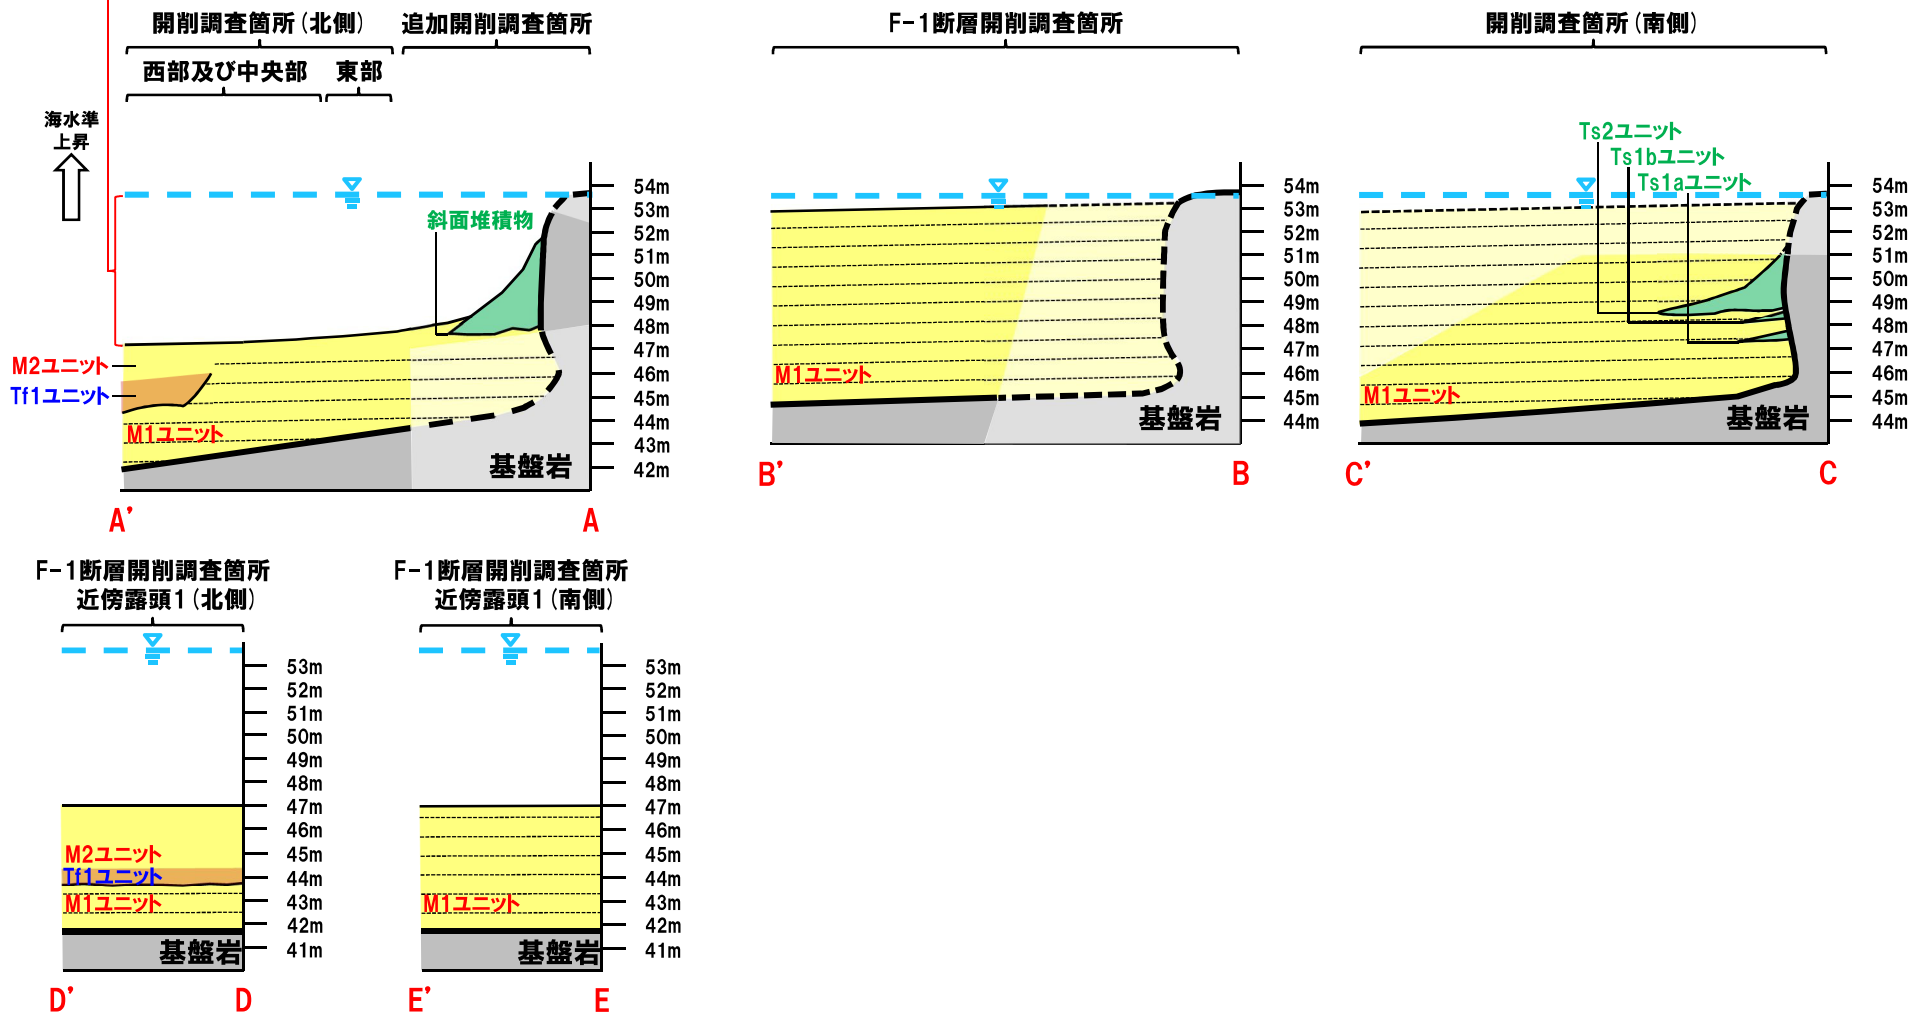 開削調査箇所(北側)
追加開削調査箇所
西部及び中央部
東部
海水準
上昇
斜面堆積物
M2ユニット
Tf1ユニット
M1ユニット
基盤岩
54m
53m
52m
51m
50m
49m
48m
47m
46m
45m
44m
43m
42m
A'
A
F-1断層開削調査箇所
M1ユニット
基盤岩
54m
53m
52m
51m
50m
49m
48m
47m
46m
45m
44m
B'
B
開削調査箇所(南側)
Ts2ユニット
Ts1bユニット
Ts1aユニット
M1ユニット
基盤岩
54m
53m
52m
51m
50m
49m
48m
47m
46m
45m
44m
C'
C
F-1断層開削調査箇所
近傍露頭1(北側)
53m
52m
51m
50m
49m
48m
47m
46m
45m
44m
43m
42m
41m
M2ユニット
Tf1ユニット
M1ユニット
基盤岩
D'
D
F-1断層開削調査箇所
近傍露頭1(南側)
53m
52m
51m
50m
49m
48m
47m
46m
45m
44m
43m
42m
41m
M1ユニット
基盤岩
E'
E